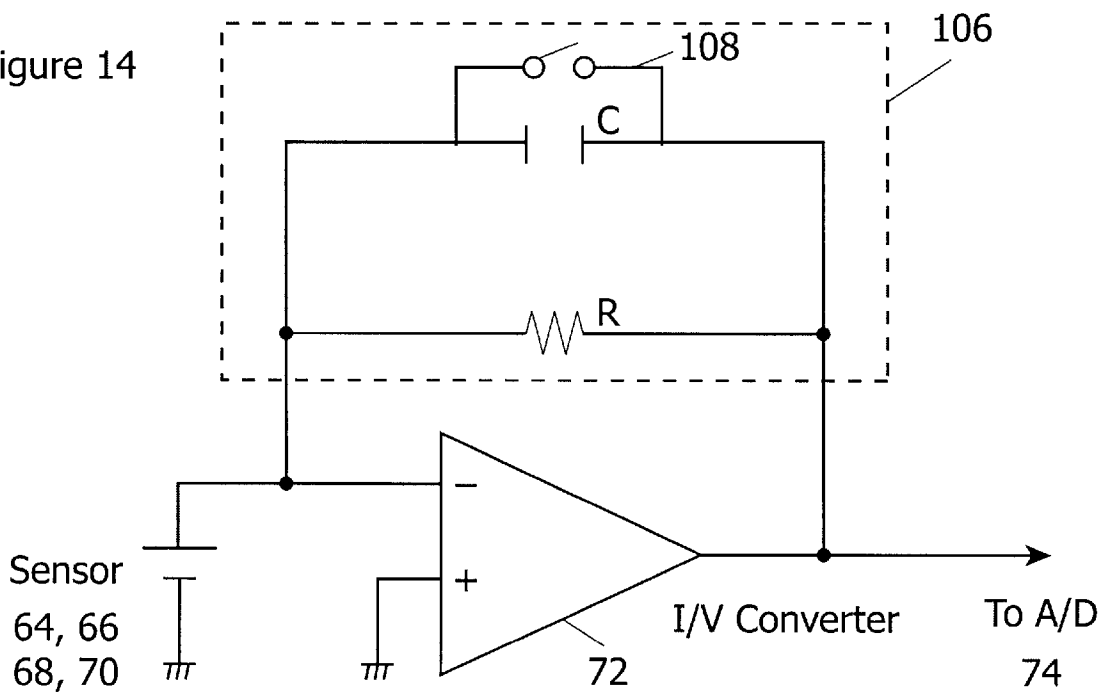 igure 14
108
106
C
R
−
+
Sensor
64, 66
68, 70
72
I/V Converter
To A/D
74